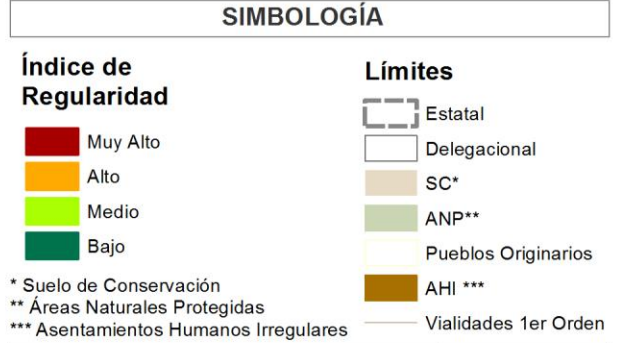 SIMBOLOGÍA
Índice de
Regularidad
Muy Alto
Alto
Medio
Bajo
* Suelo de Conservación
** Áreas Naturales Protegidas
*** Asentamientos Humanos Irregulares
Límites
Estatal
Delegacional
SC*
ANP**
Pueblos Originarios
AHI ***
Vialidades 1er Orden